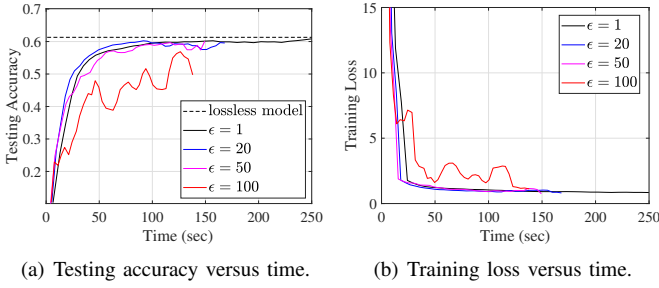 0.7
0.6
0.5
0.4
0.3
0.2
Testing Accuracy
lossless model
ϵ = 1
ϵ = 20
ϵ = 50
ϵ = 100
0 50 100 150 200 250
Time (sec)
(a) Testing accuracy versus time.
15
10
5
0
Training Loss
ϵ = 1
ϵ = 20
ϵ = 50
ϵ = 100
0 50 100 150 200 250
Time (sec)
(b) Training loss versus time.